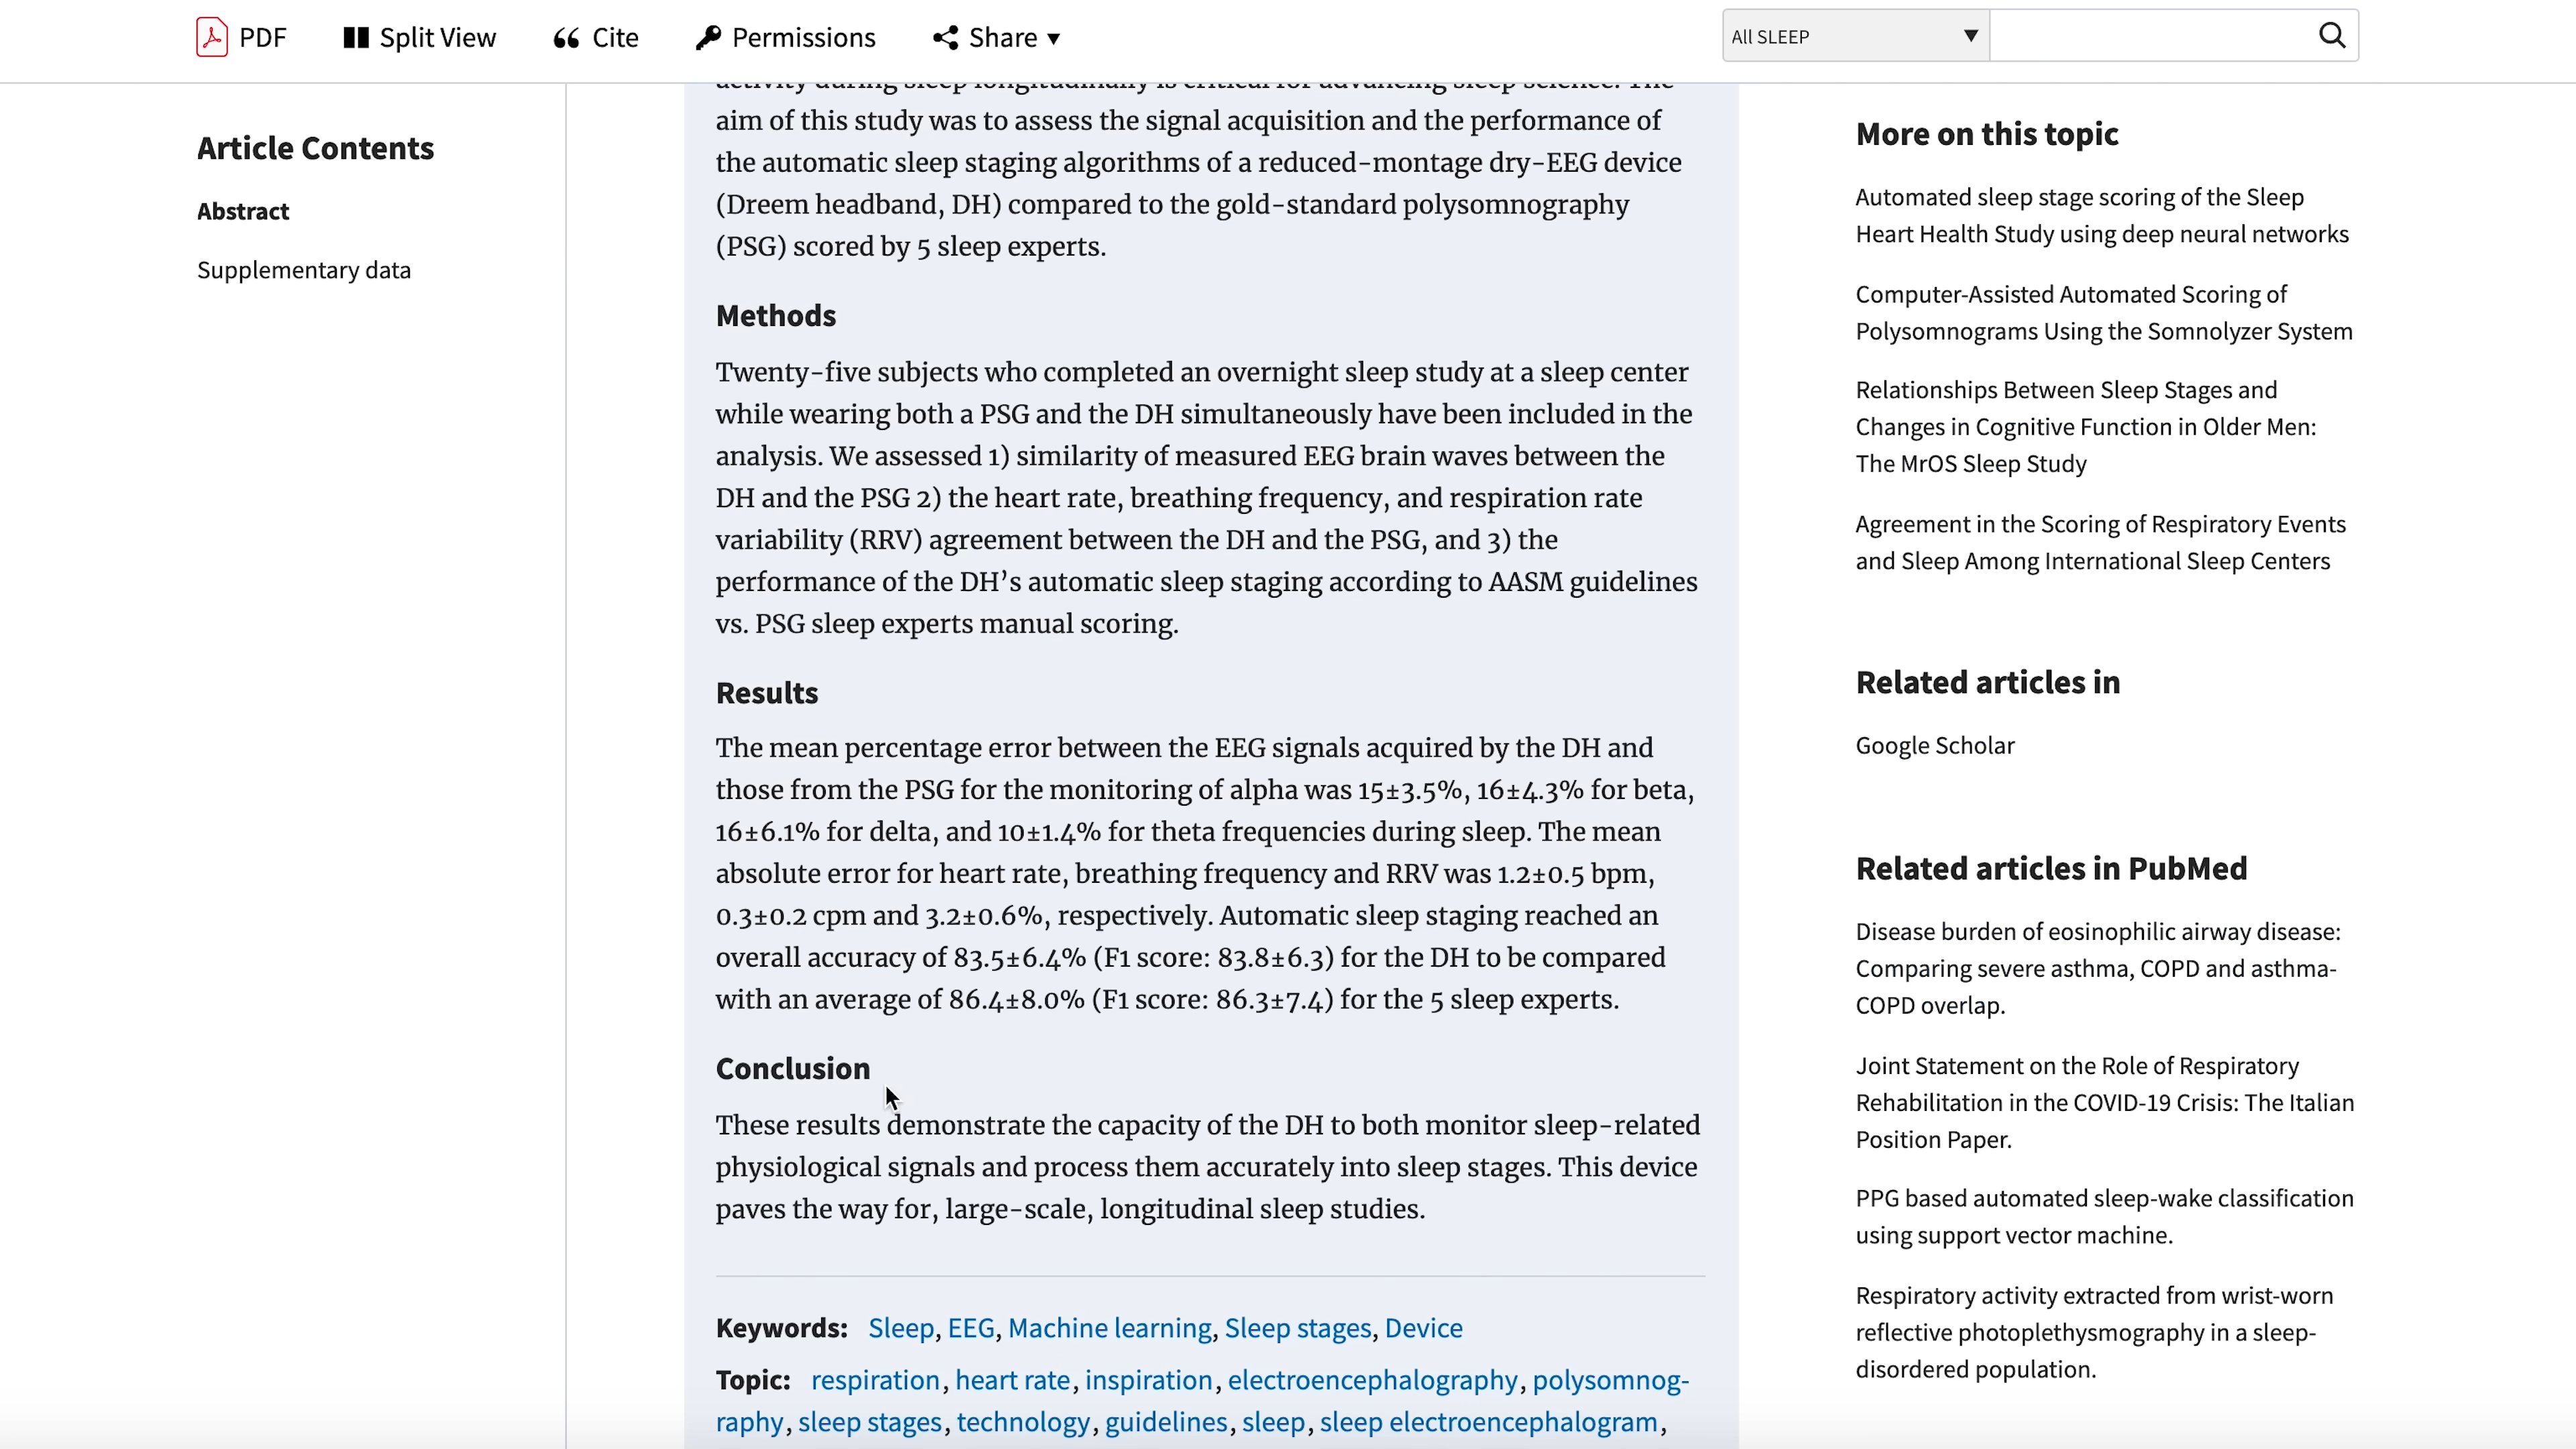 PDF
Split View
Cite
Permissions
Share
All SLEEP
Article Contents
Abstract
Supplementary data
activity during sleep longitudinally is critical for advancing sleep science. The
aim of this study was to assess the signal acquisition and the performance of
the automatic sleep staging algorithms of a reduced-montage dry-EEG device
(Dreem headband, DH) compared to the gold-standard polysomnography
(PSG) scored by 5 sleep experts.
Methods
Twenty-five subjects who completed an overnight sleep study at a sleep center
while wearing both a PSG and the DH simultaneously have been included in the
analysis. We assessed 1) similarity of measured EEG brain waves between the
DH and the PSG 2) the heart rate, breathing frequency, and respiration rate
variability (RRV) agreement between the DH and the PSG, and 3) the
performance of the DH’s automatic sleep staging according to AASM guidelines
vs. PSG sleep experts manual scoring.
Results
The mean percentage error between the EEG signals acquired by the DH and
those from the PSG for the monitoring of alpha was 15±3.5%, 16±4.3% for beta,
16±6.1% for delta, and 10±1.4% for theta frequencies during sleep. The mean
absolute error for heart rate, breathing frequency and RRV was 1.2±0.5 bpm,
0.3±0.2 cpm and 3.2±0.6%, respectively. Automatic sleep staging reached an
overall accuracy of 83.5±6.4% (F1 score: 83.8±6.3) for the DH to be compared
with an average of 86.4±8.0% (F1 score: 86.3±7.4) for the 5 sleep experts.
Conclusion
These results demonstrate the capacity of the DH to both monitor sleep-related
physiological signals and process them accurately into sleep stages. This device
paves the way for, large-scale, longitudinal sleep studies.
Keywords: Sleep, EEG, Machine learning, Sleep stages, Device
Topic: respiration, heart rate, inspiration, electroencephalography, polysomnog-
raphy, sleep stages, technology, guidelines, sleep, sleep electroencephalogram,
More on this topic
Automated sleep stage scoring of the Sleep
Heart Health Study using deep neural networks
Computer-Assisted Automated Scoring of
Polysomnograms Using the Somnolyzer System
Relationships Between Sleep Stages and
Changes in Cognitive Function in Older Men:
The MrOS Sleep Study
Agreement in the Scoring of Respiratory Events
and Sleep Among International Sleep Centers
Related articles in
Google Scholar
Related articles in PubMed
Disease burden of eosinophilic airway disease:
Comparing severe asthma, COPD and asthma-
COPD overlap.
Joint Statement on the Role of Respiratory
Rehabilitation in the COVID-19 Crisis: The Italian
Position Paper.
PPG based automated sleep-wake classification
using support vector machine.
Respiratory activity extracted from wrist-worn
reflective photoplethysmography in a sleep-
disordered population.